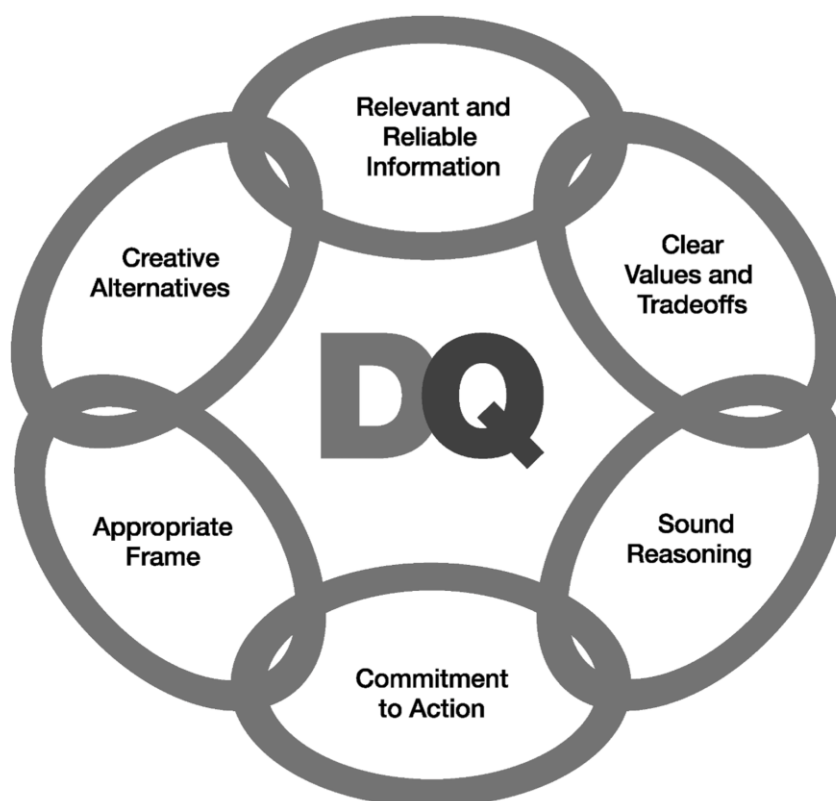 Relevant and
Reliable
Information
Clear
Values and
Tradeoffs
Creative
Alternatives
DQ
Appropriate
Frame
Sound
Reasoning
Commitment
to Action